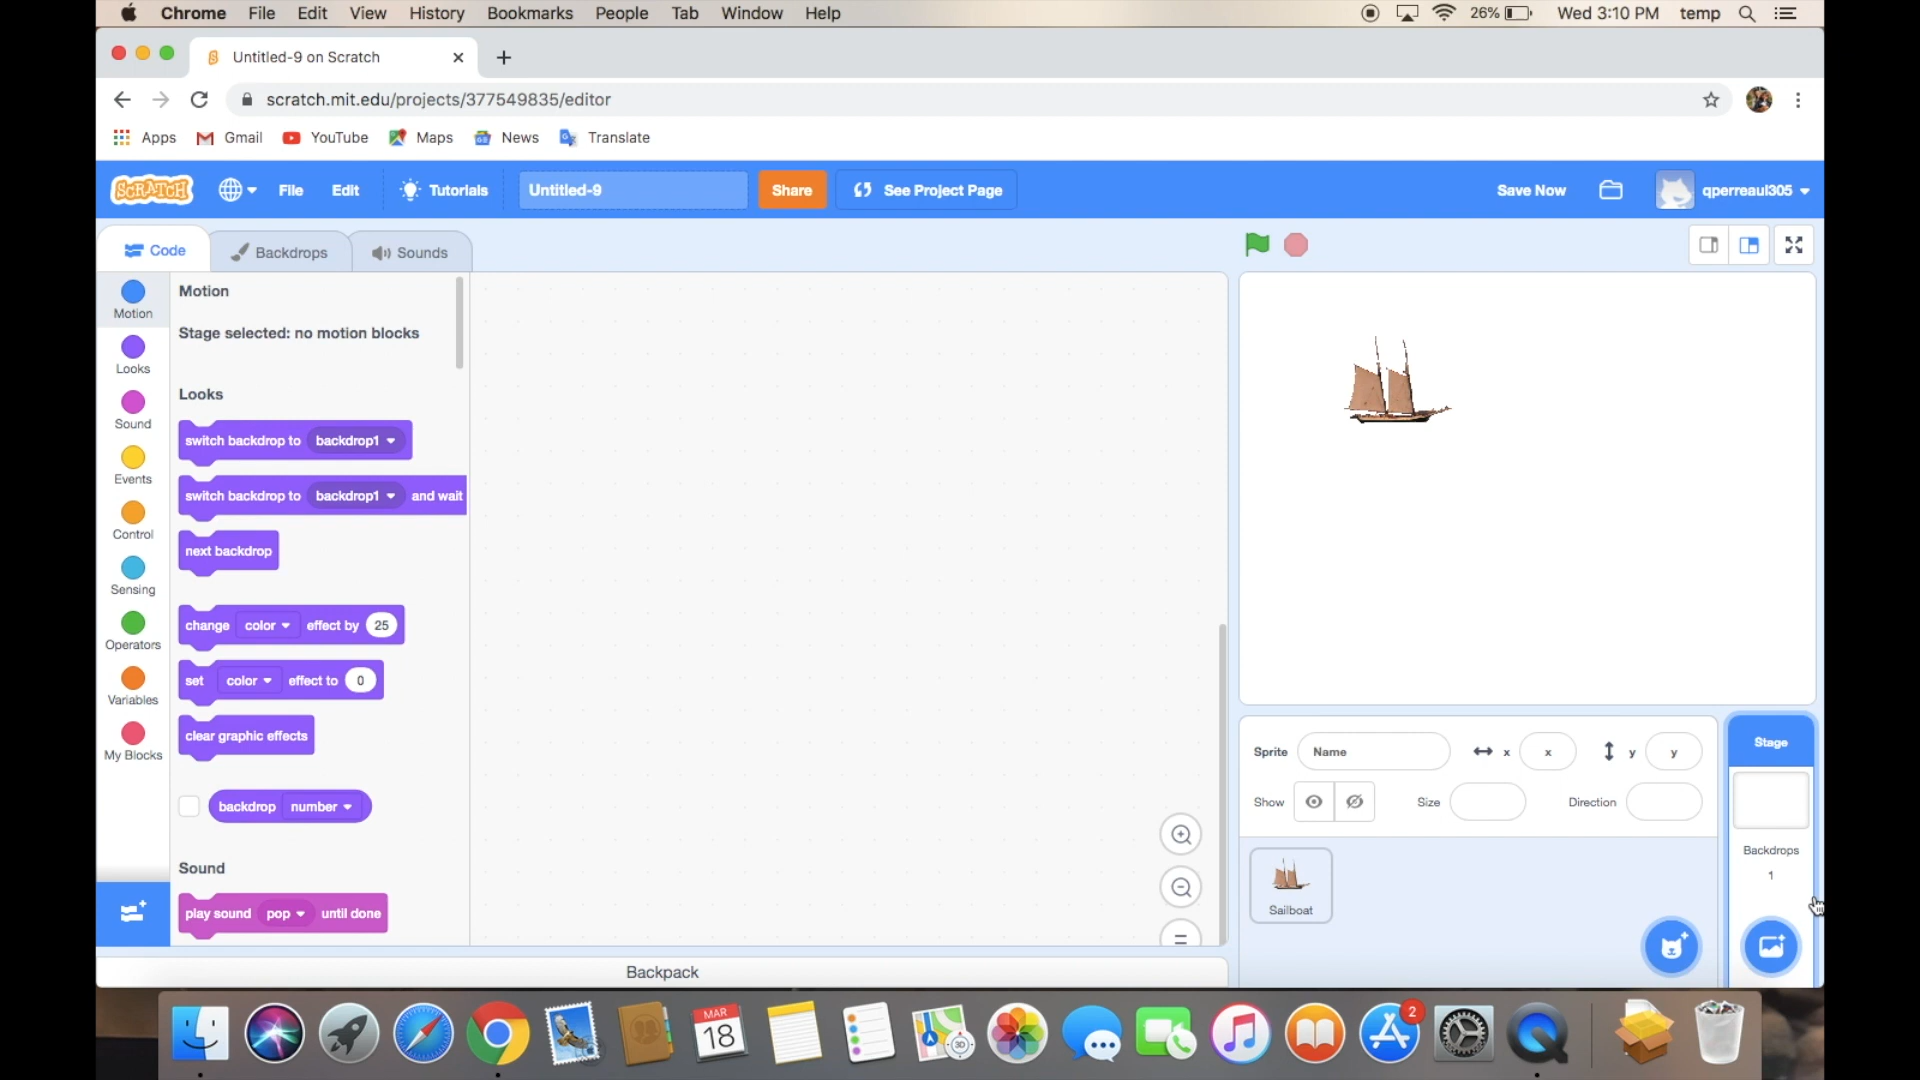 Chrome File Edit View History Bookmarks People Tab Window Help 26% Wed 3:10 PM temp
Untitled-9 on Scratch
scratch.mit.edu/projects/377549835/editor
Apps Gmail YouTube Maps News Translate
SCRATCH File Edit Tutorials Untitled-9 Share See Project Page Save Now qperreaul305
Code Backdrops Sounds
Motion
Looks
Sound
Events
Control
Sensing
Operators
Variables
My Blocks
Motion
Stage selected: no motion blocks
Looks
switch backdrop to backdrop1
switch backdrop to backdrop1 and wait
next backdrop
change color effect by 25
set color effect to 0
clear graphic effects
backdrop number
Sound
play sound pop until done
Backpack
Sprite Name x x y y
Show Size Direction
Sailboat
Stage
Backdrops
1
MAR
18
3D
2